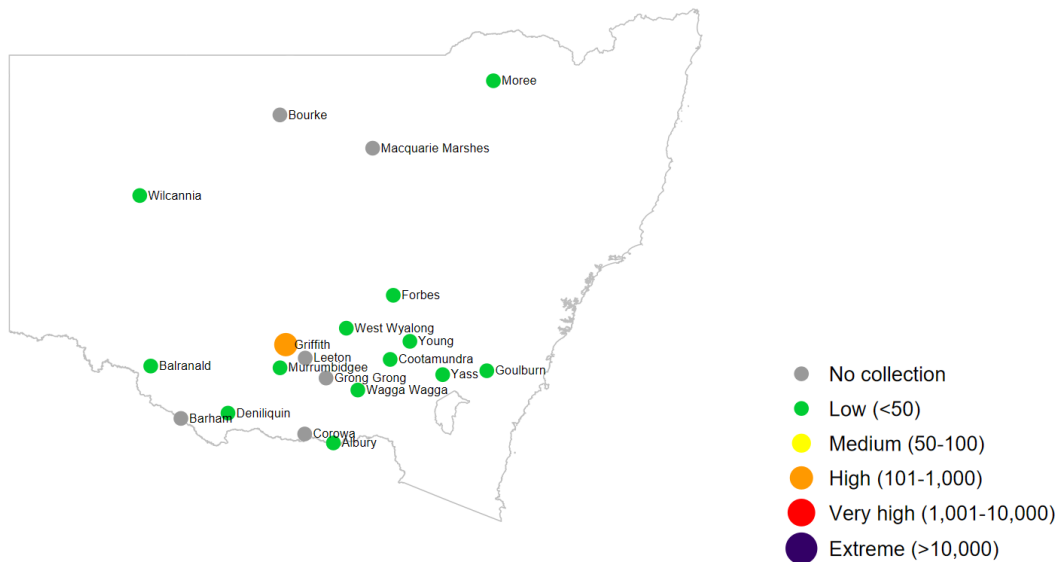 Moree
Bourke
Macquarie Marshes
Wilcannia
Forbes
West Wyalong
Young
Griffith
Leeton
Cootamundra
Balranald
Murrumbidgee
Goulburn
Yass
Grong Grong
Wagga Wagga
Deniliquin
Barham
Corowa
Albury
No collection
Low (<50)
Medium (50-100)
High (101-1,000)
Very high (1,001-10,000)
Extreme (>10,000)